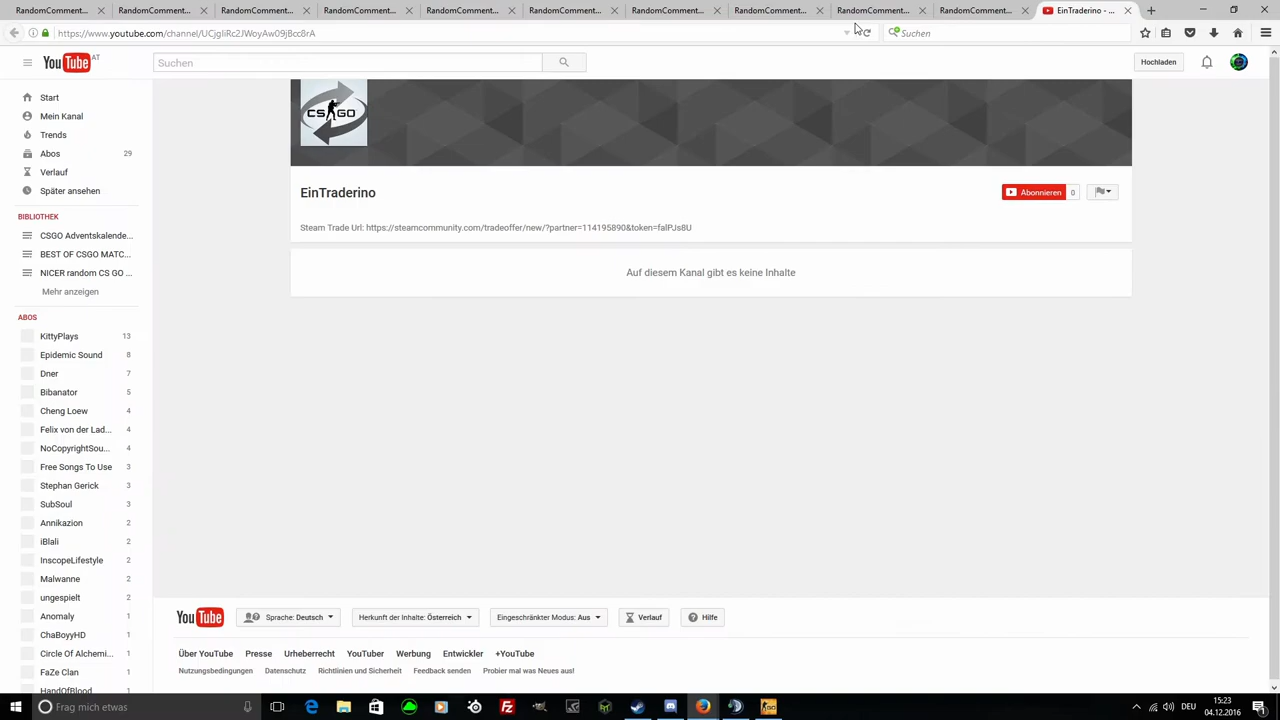 RandomComment...
RandomComment...
RandomComment...
RandomComment...
RandomComment...
RandomComment...
RandomComment...
RandomComment...
RandomComment...
RandomComment...
EinTraderino - ...
https://www.youtube.com/channel/UCjgIiRc2JWoyAw09jBcc8rA
Suchen
YouTube AT
Suchen
Hochladen
Start
Mein Kanal
Trends
Abos 29
Verlauf
Später ansehen
BIBLIOTHEK
CSGO Adventskalende...
BEST OF CSGO MATC...
NICER random CS GO ...
Mehr anzeigen
ABOS
KittyPlays 13
Epidemic Sound 8
Dner 7
Bibanator 5
Cheng Loew 4
Felix von der Lad... 4
NoCopyrightSou... 4
Free Songs To Use 3
Stephan Gerick 3
SubSoul 3
Annikazion 2
iBlali 2
InscopeLifestyle 2
Malwanne 2
ungespielt 2
Anomaly 1
ChaBoyyHD 1
Circle Of Alchemi... 1
FaZe Clan 1
HandOfBlood 1
CS GO
EinTraderino
Abonnieren 0
Steam Trade Url: https://steamcommunity.com/tradeoffer/new/?partner=114195890&token=falPJs8U
Auf diesem Kanal gibt es keine Inhalte
YouTube
Sprache: Deutsch
Herkunft der Inhalte: Österreich
Eingeschränkter Modus: Aus
Verlauf
Hilfe
Über YouTube Presse Urheberrecht YouTuber Werbung Entwickler +YouTube
Nutzungsbedingungen Datenschutz Richtlinien und Sicherheit Feedback senden Probier mal was Neues aus!
Frag mich etwas
DEU
15:23
04.12.2016